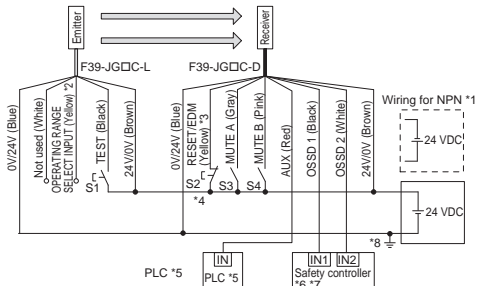 Emitter
Receiver
F39-JG□C-L
F39-JG□C-D
0V/24V (Blue)
Not used (White)
OPERATING RANGE
SELECT INPUT (Yellow) *2
TEST (Black)
24V/0V (Brown)
0V/24V (Blue)
RESET/EDM
(Yellow) *3
MUTE A (Gray)
MUTE B (Pink)
AUX (Red)
OSSD 1 (Black)
OSSD 2 (White)
24V/0V (Brown)
Wiring for NPN *1
24 VDC
S1
S2
S3
S4
*4
24 VDC
*8
PLC *5
IN
PLC *5
IN1
IN2
Safety controller
*6 *7